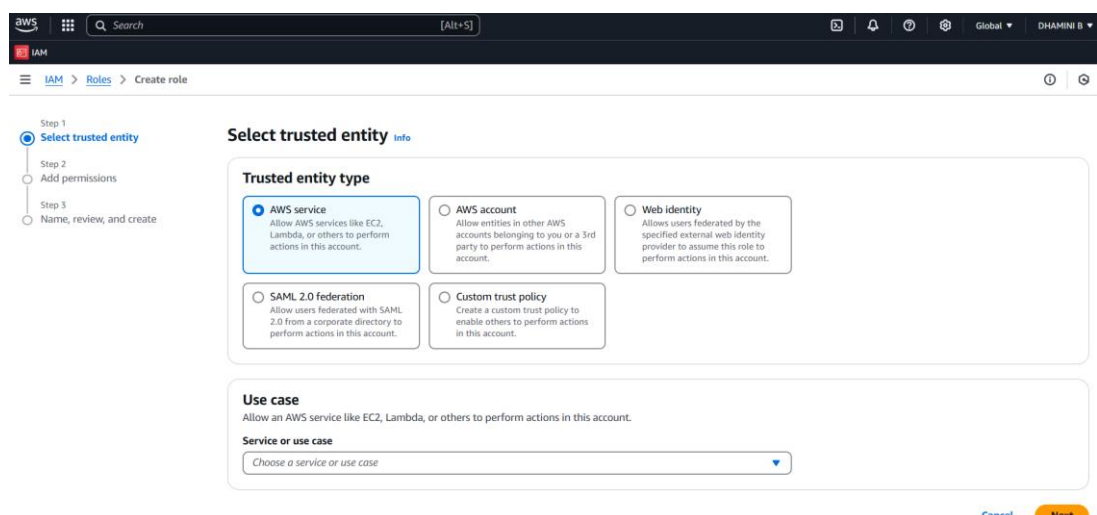 aws
Search
[Alt+S]
Global
DHAMINI B
IAM
IAM > Roles > Create role
Step 1
Select trusted entity
Step 2
Add permissions
Step 3
Name, review, and create
Select trusted entity Info
Trusted entity type
AWS service
Allow AWS services like EC2,
Lambda, or others to perform
actions in this account.
AWS account
Allow entities in other AWS
accounts belonging to you or a 3rd
party to perform actions in this
account.
Web identity
Allows users federated by the
specified external web identity
provider to assume this role to
perform actions in this account.
SAML 2.0 federation
Allow users federated with SAML
2.0 from a corporate directory to
perform actions in this account.
Custom trust policy
Create a custom trust policy to
enable others to perform actions
in this account.
Use case
Allow an AWS service like EC2, Lambda, or others to perform actions in this account.
Service or use case
Choose a service or use case
Cancel
Next